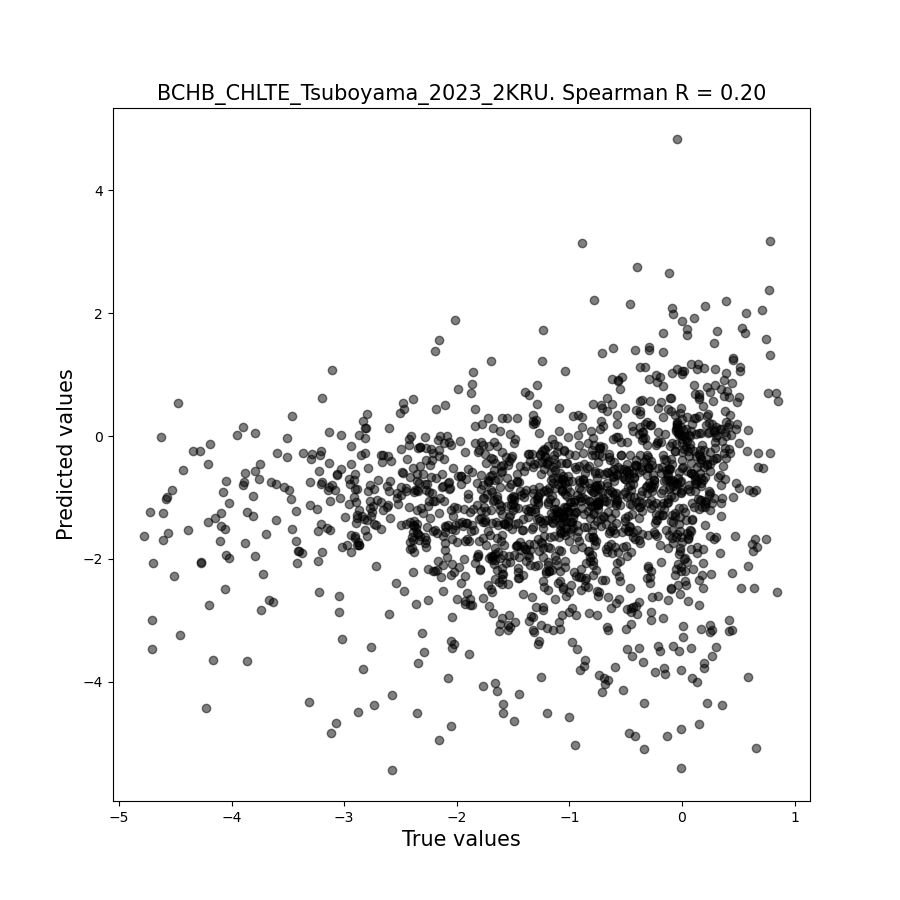 BCHB_CHLTE_Tsuboyama_2023_2KRU. Spearman R = 0.20
4
2
0
−2
−4
Predicted values
−5 −4 −3 −2 −1 0 1
True values